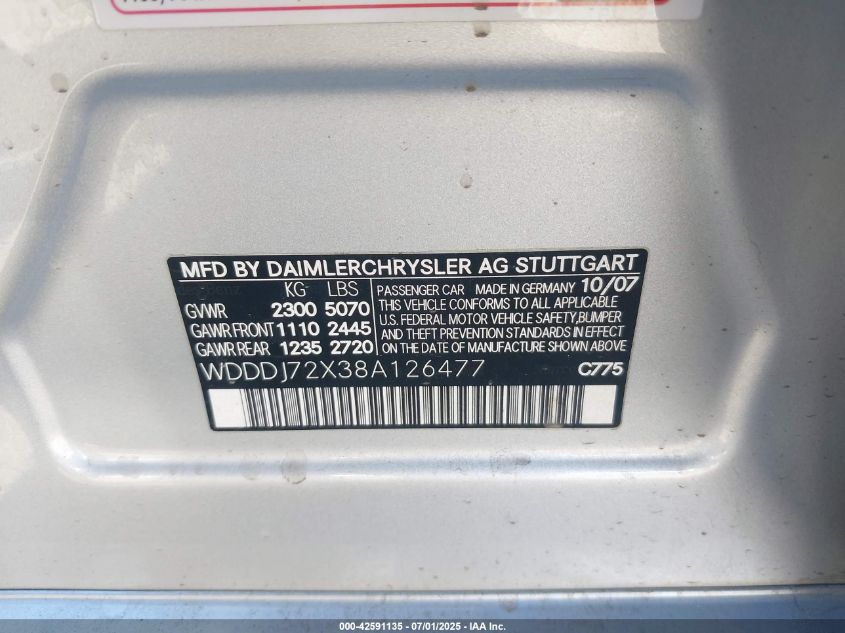 MFD BY DAIMLERCHRYSLER AG STUTTGART
KG LBS
GVWR 2300 5070
GAWR FRONT 1110 2445
GAWR REAR 1235 2720
PASSENGER CAR MADE IN GERMANY 10/07
THIS VEHICLE CONFORMS TO ALL APPLICABLE
U.S. FEDERAL MOTOR VEHICLE SAFETY,BUMPER
AND THEFT PREVENTION STANDARDS IN EFFECT
ON THE DATE OF MANUFACTURE SHOWN ABOVE
WDDDJ72X38A126477
C775
000-42591135 - 07/01/2025 - IAA Inc.